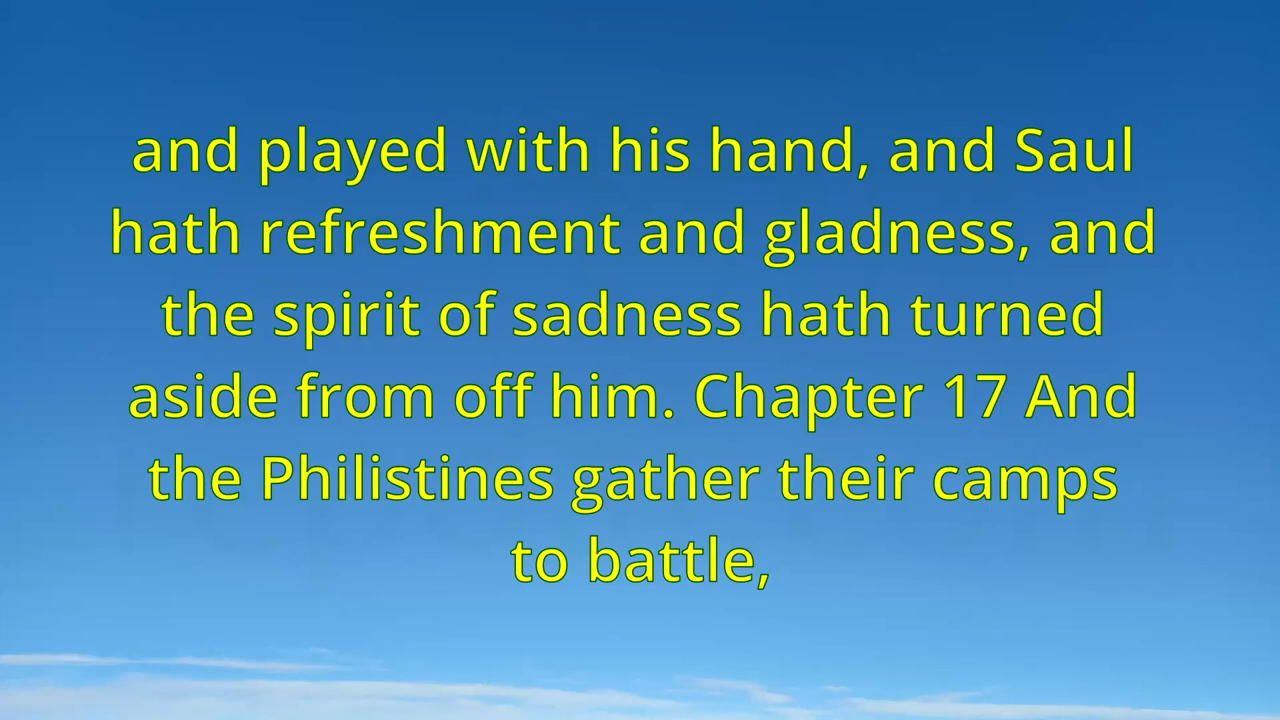 and played with his hand, and Saul
hath refreshment and gladness, and
the spirit of sadness hath turned
aside from off him. Chapter 17 And
the Philistines gather their camps
to battle,